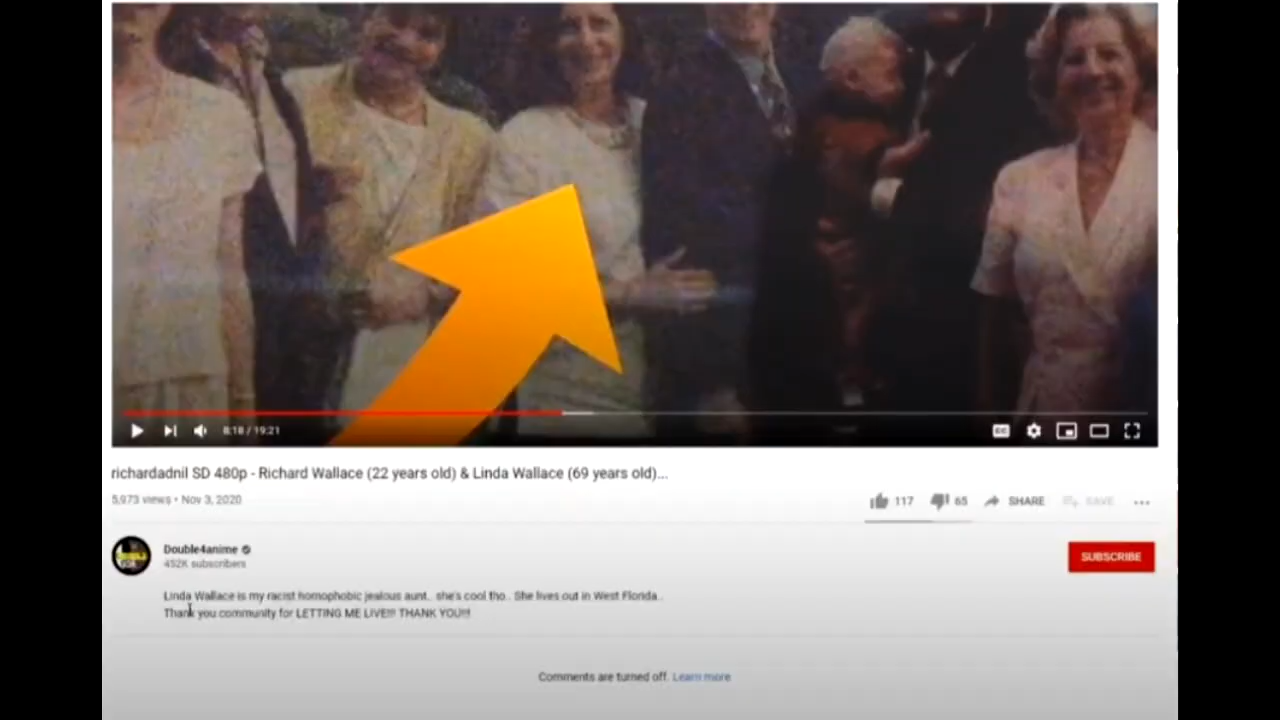 8:18 / 19:21
CC
richardadnil SD 480p - Richard Wallace (22 years old) & Linda Wallace (69 years old)...
5,973 views • Nov 3, 2020
117 65 SHARE SAVE
Double4anime
452K subscribers
SUBSCRIBE
Linda Wallace is my racist homophobic jealous aunt.. she's cool tho.. She lives out in West Florida..
Thank you community for LETTING ME LIVE!!! THANK YOU!!!
Comments are turned off. Learn more